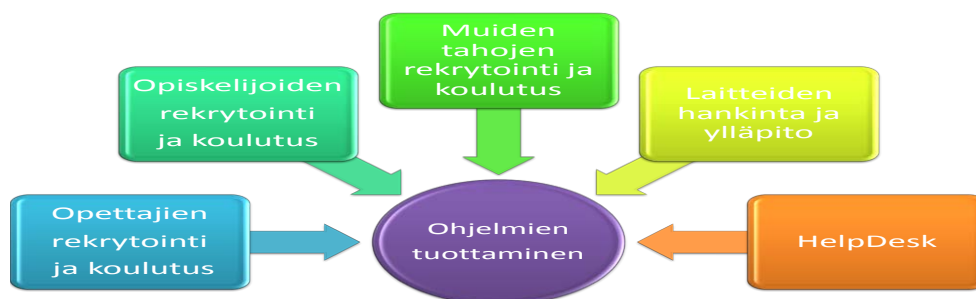 Muiden
tahojen
rekrytointi ja
koulutus
Opiskelijoiden
rekrytointi
ja koulutus
Laitteiden
hankinta ja
ylläpito
Opettajien
rekrytointi
ja koulutus
Ohjelmien
tuottaminen
HelpDesk